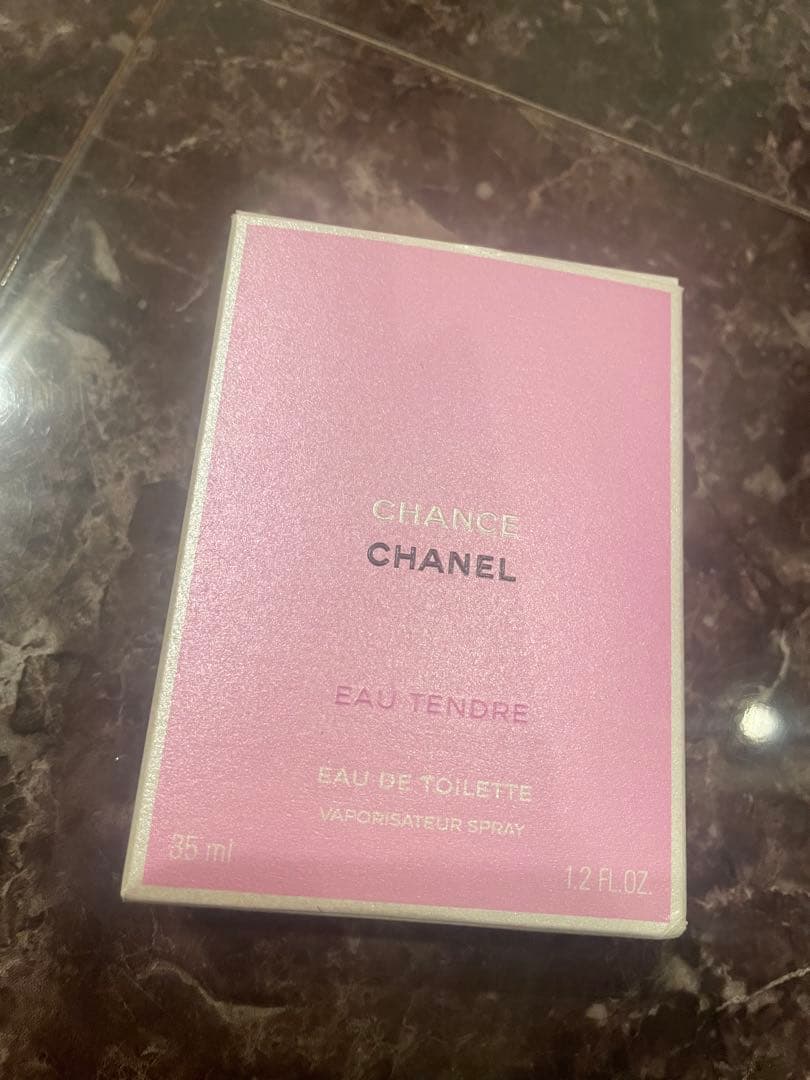 CHANCE
CHANEL
EAU TENDRE
EAU DE TOILETTE
VAPORISATEUR SPRAY
35 ml
1.2 FL.OZ.